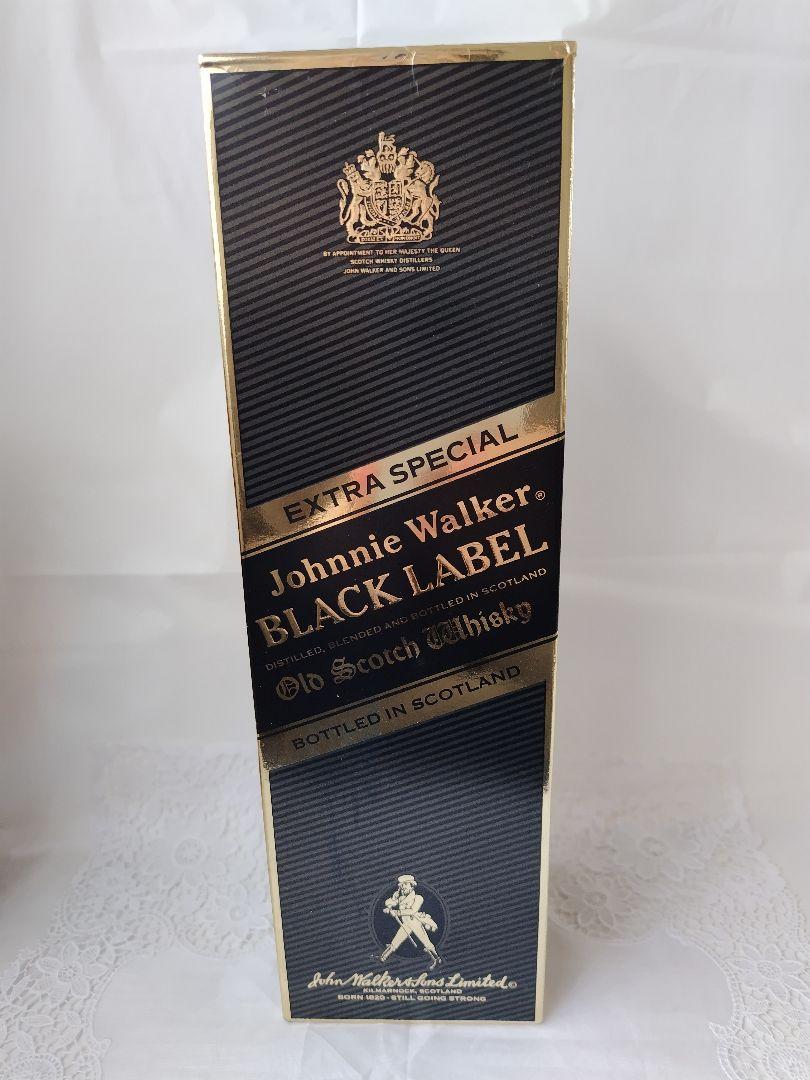 BY APPOINTMENT TO HER MAJESTY THE QUEEN
SCOTCH WHISKY DISTILLERS
JOHN WALKER AND SONS LIMITED
EXTRA SPECIAL
Johnnie Walker®
BLACK LABEL
DISTILLED, BLENDED AND BOTTLED IN SCOTLAND
Old Scotch Whisky
BOTTLED IN SCOTLAND
John Walker & Sons Limited©
KILMARNOCK, SCOTLAND
BORN 1820 - STILL GOING STRONG